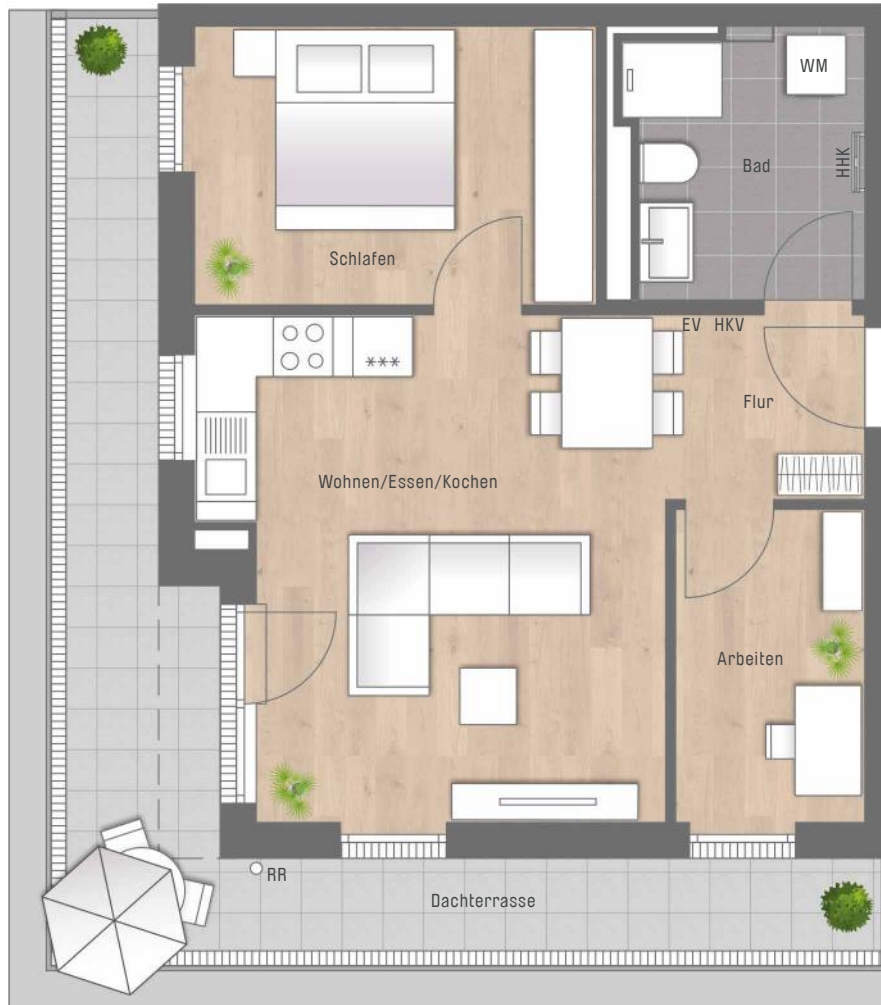 WM
Bad
HHK
Schlafen
EV HKV
***
Flur
Wohnen/Essen/Kochen
Arbeiten
RR
Dachterrasse